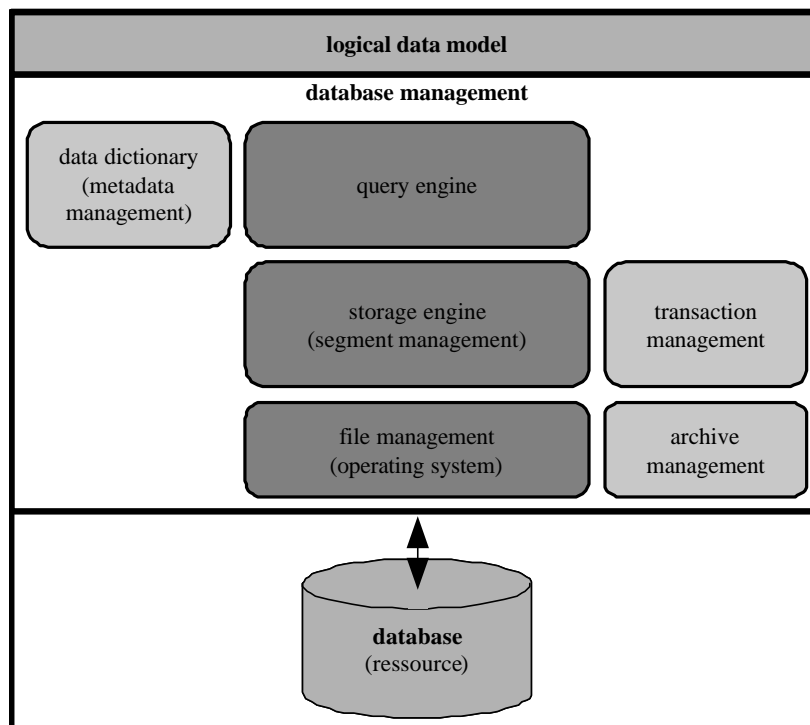 logical data model
database management
data dictionary
(metadata
management)
query engine
storage engine
(segment management)
transaction
management
file management
(operating system)
archive
management
database
(ressource)